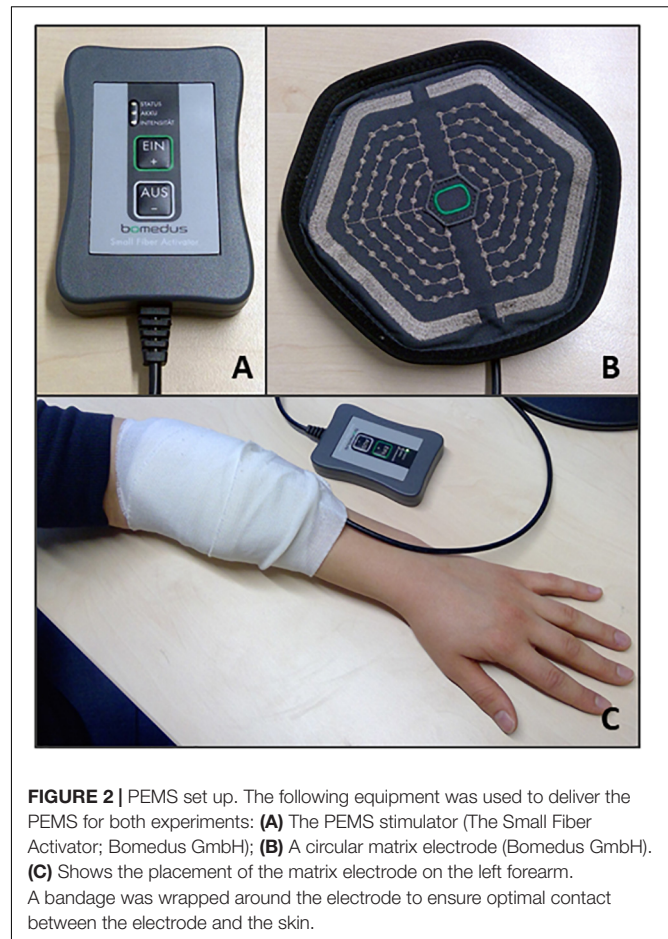 STATUS
AKKU
INTENSITÄT
EIN
+
AUS
-
bomedus
Small Fiber Activator
A
B
C
FIGURE 2 | PEMS set up. The following equipment was used to deliver the
PEMS for both experiments: (A) The PEMS stimulator (The Small Fiber
Activator; Bomedus GmbH); (B) A circular matrix electrode (Bomedus GmbH).
(C) Shows the placement of the matrix electrode on the left forearm.
A bandage was wrapped around the electrode to ensure optimal contact
between the electrode and the skin.